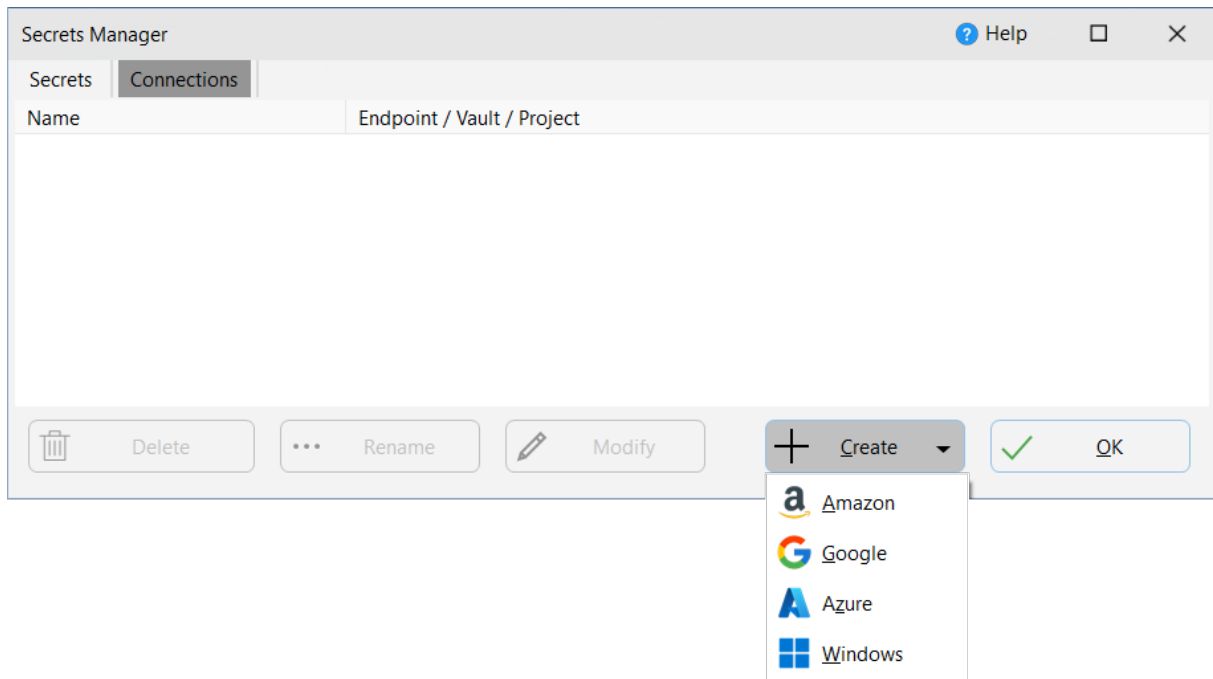 Secrets Manager ? Help
Secrets Connections
Name Endpoint / Vault / Project
Delete ... Rename Modify Create OK
Amazon
Google
Azure
Windows